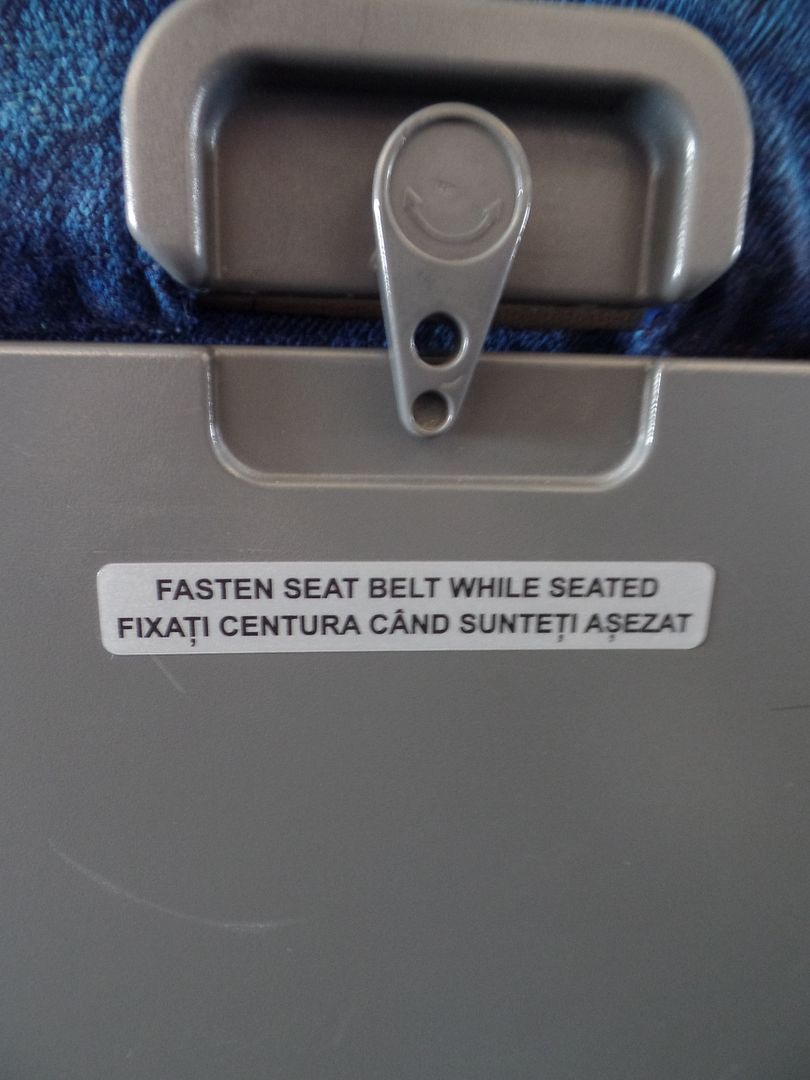 FASTEN SEAT BELT WHILE SEATED
FIXAȚI CENTURA CÂND SUNTEȚI AȘEZAT